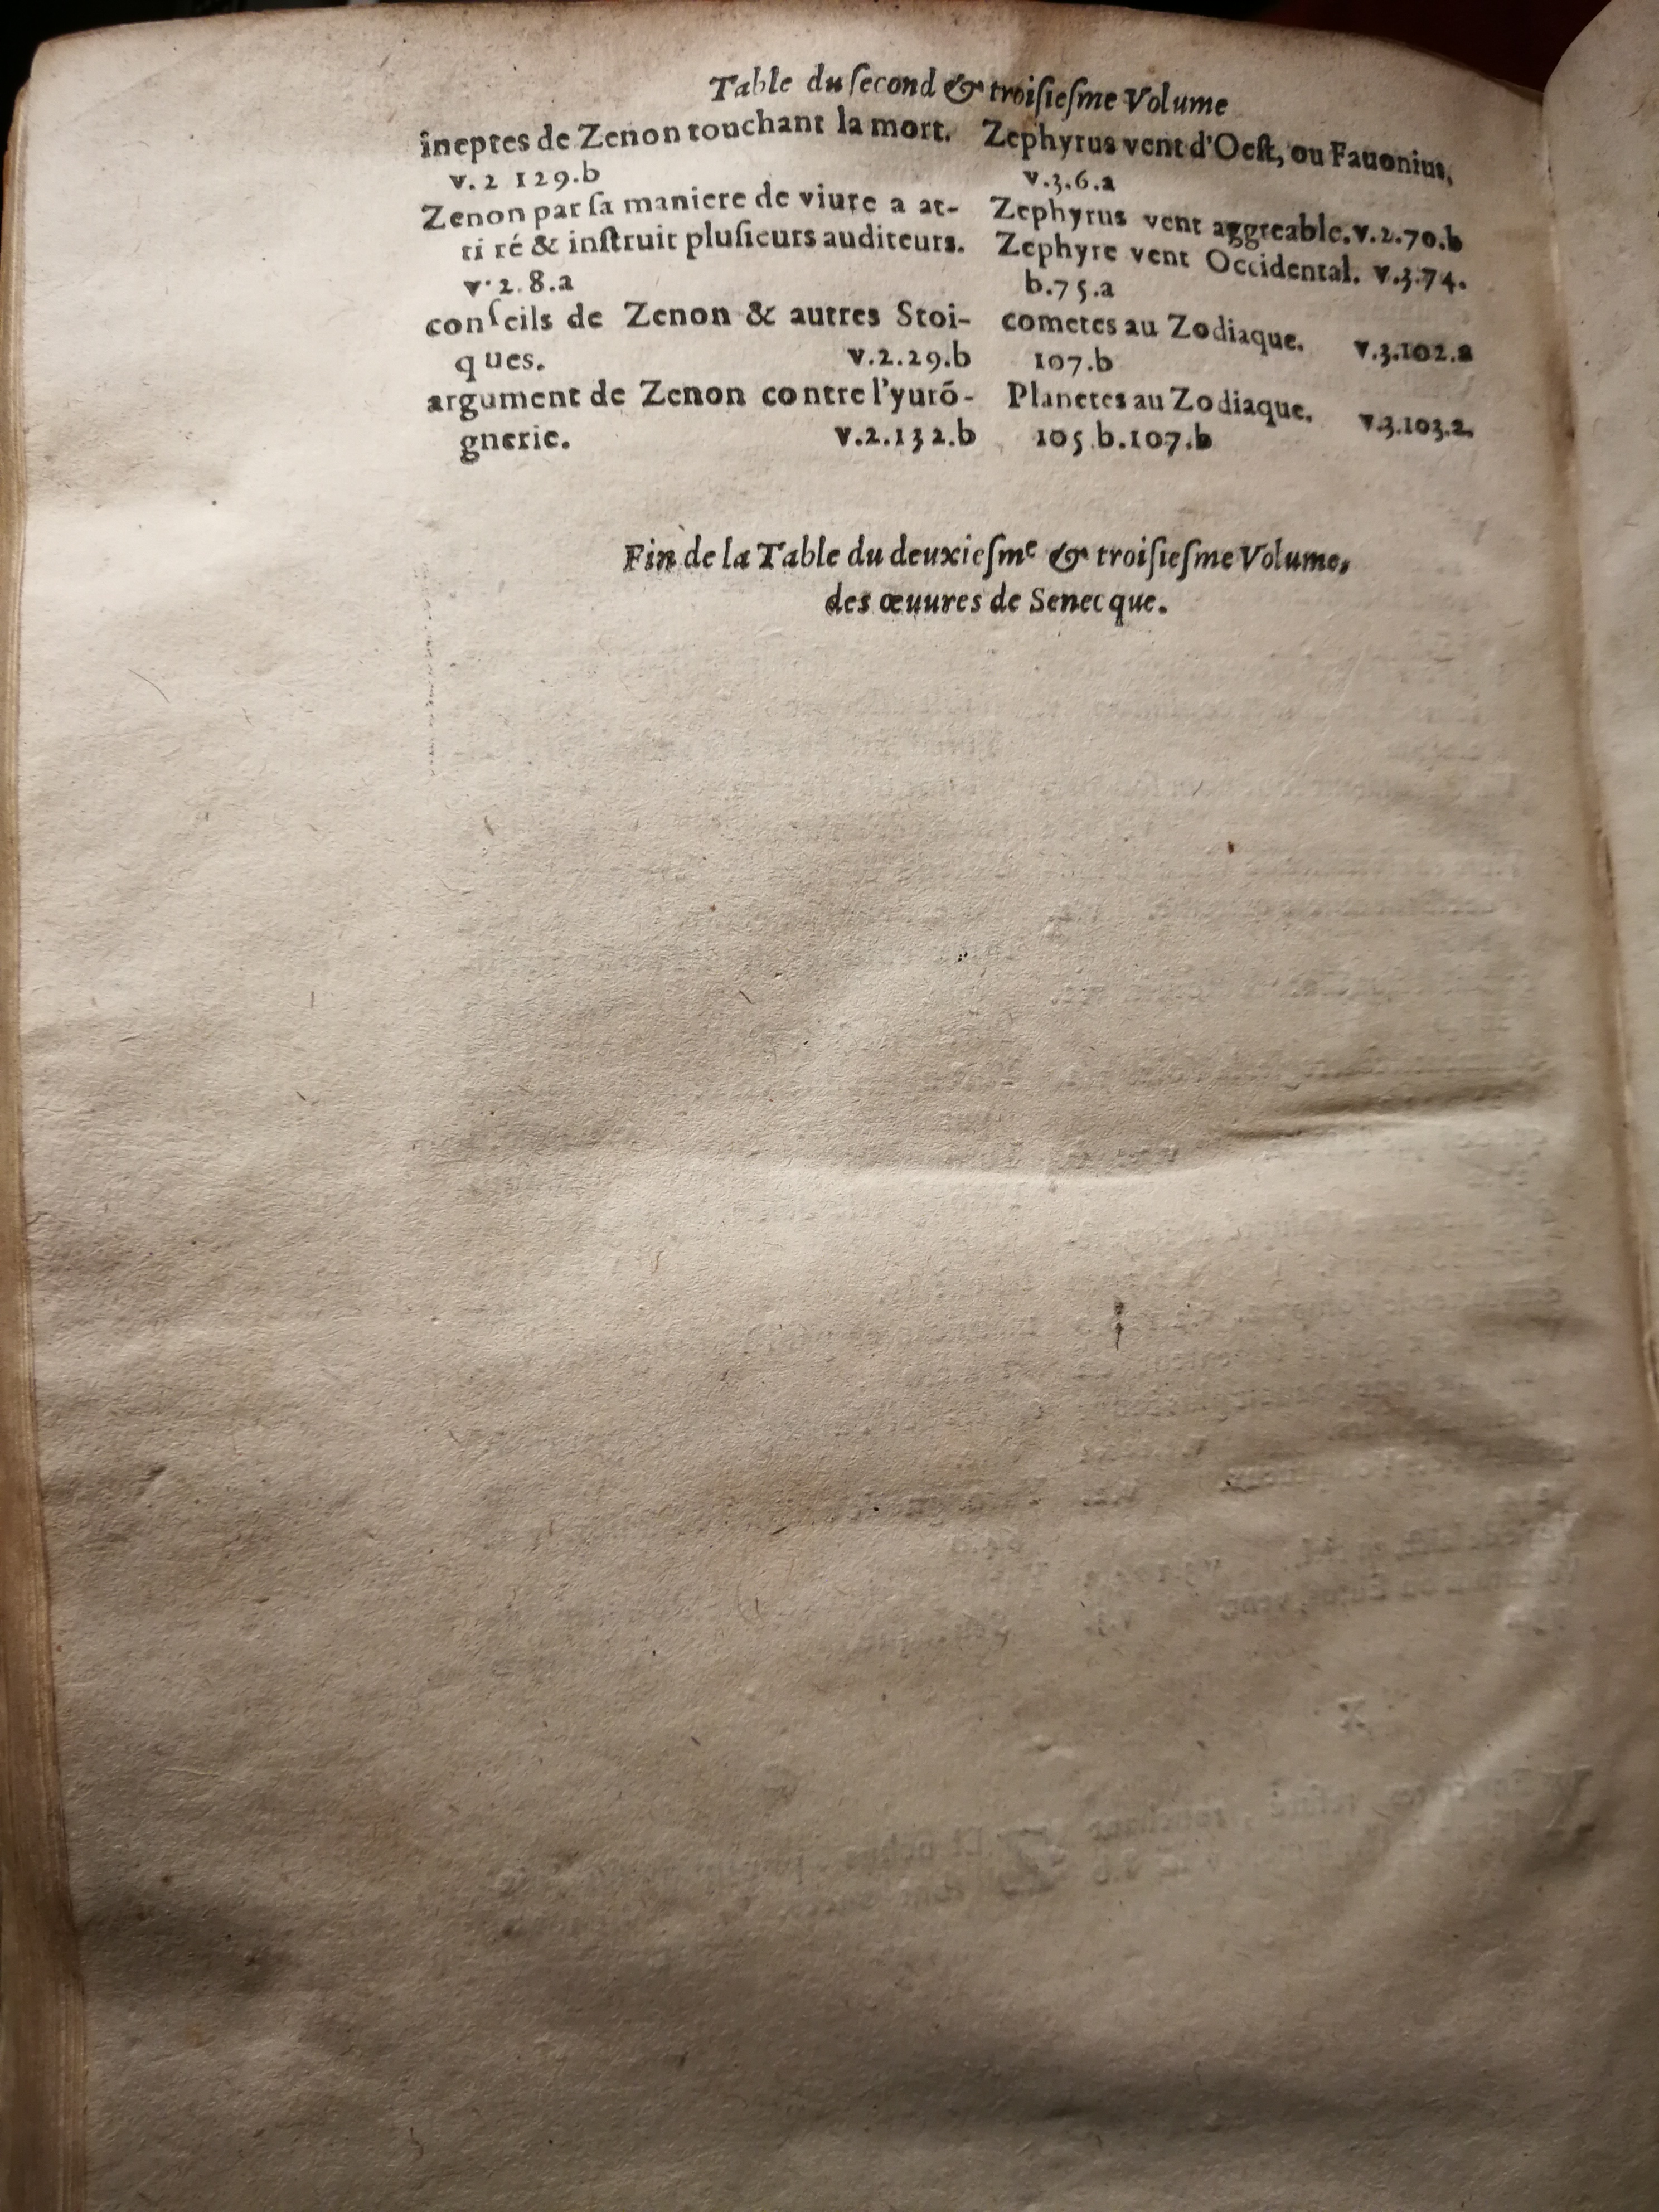 Table du ſecond & troiſieſme Volume
ineptes de Zenon touchant la mort.
v. 2 129.b
Zenon par ſa maniere de viure a at-
ti ré & inſtruit pluſieurs auditeurs.
v. 2. 8.a
conſeils de Zenon & autres Stoi-
ques. v.2.29.b
argument de Zenon contre l'yurõ-
gnerie. v.2.132.b
Zephyrus vent d'Oeſt, ou Fauonius,
v.3.6.a
Zephyrus vent aggreable. v.2.70.b
Zephyre vent Occidental. v.3.74.
b.75.a
cometes au Zodiaque. v.3.102.a
107.b
Planetes au Zodiaque. v.3.103.2.
105.b.107.b
Fin de la Table du deuxieſme & troiſieſme Volume,
des œuures de Senecque.